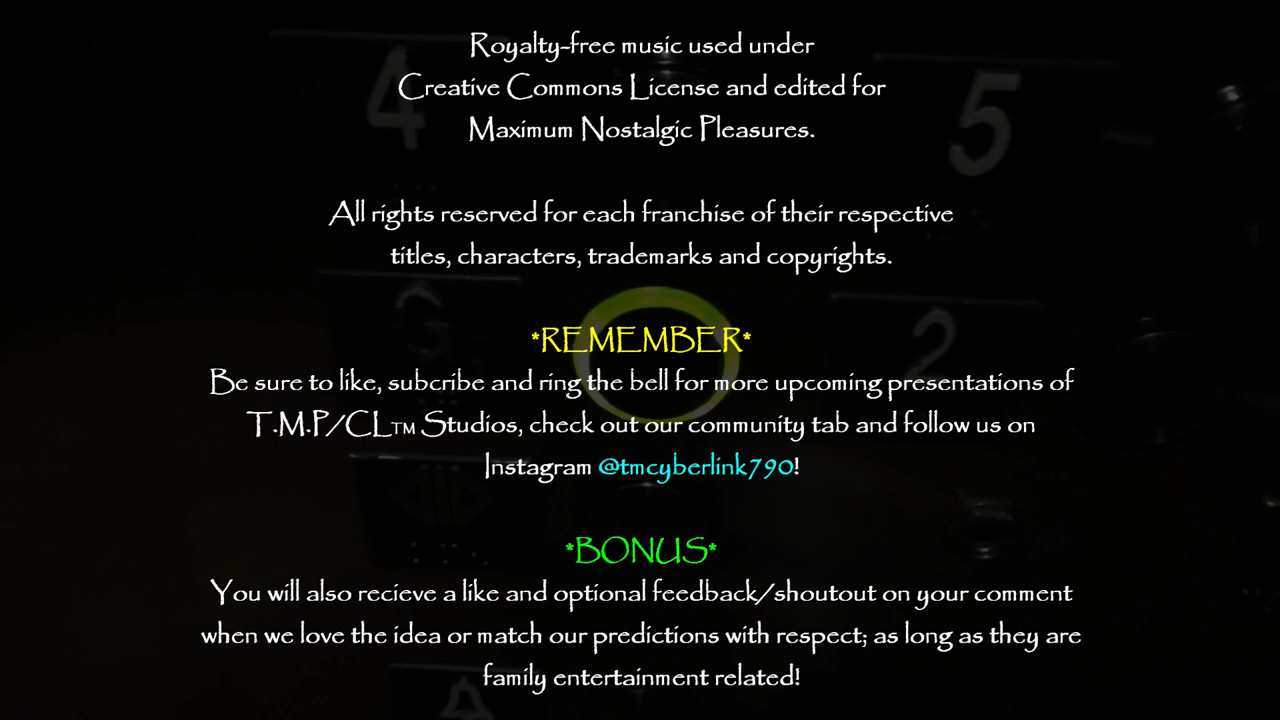 Royalty-free music used under
Creative Commons License and edited for
Maximum Nostalgic Pleasures.
All rights reserved for each franchise of their respective
titles, characters, trademarks and copyrights.
*REMEMBER*
Be sure to like, subcribe and ring the bell for more upcoming presentations of
T.M.P/CL™ Studios, check out our community tab and follow us on
Instagram @tmcyberlink790!
*BONUS*
You will also recieve a like and optional feedback/shoutout on your comment
when we love the idea or match our predictions with respect; as long as they are
family entertainment related!
4
5
G
2
A